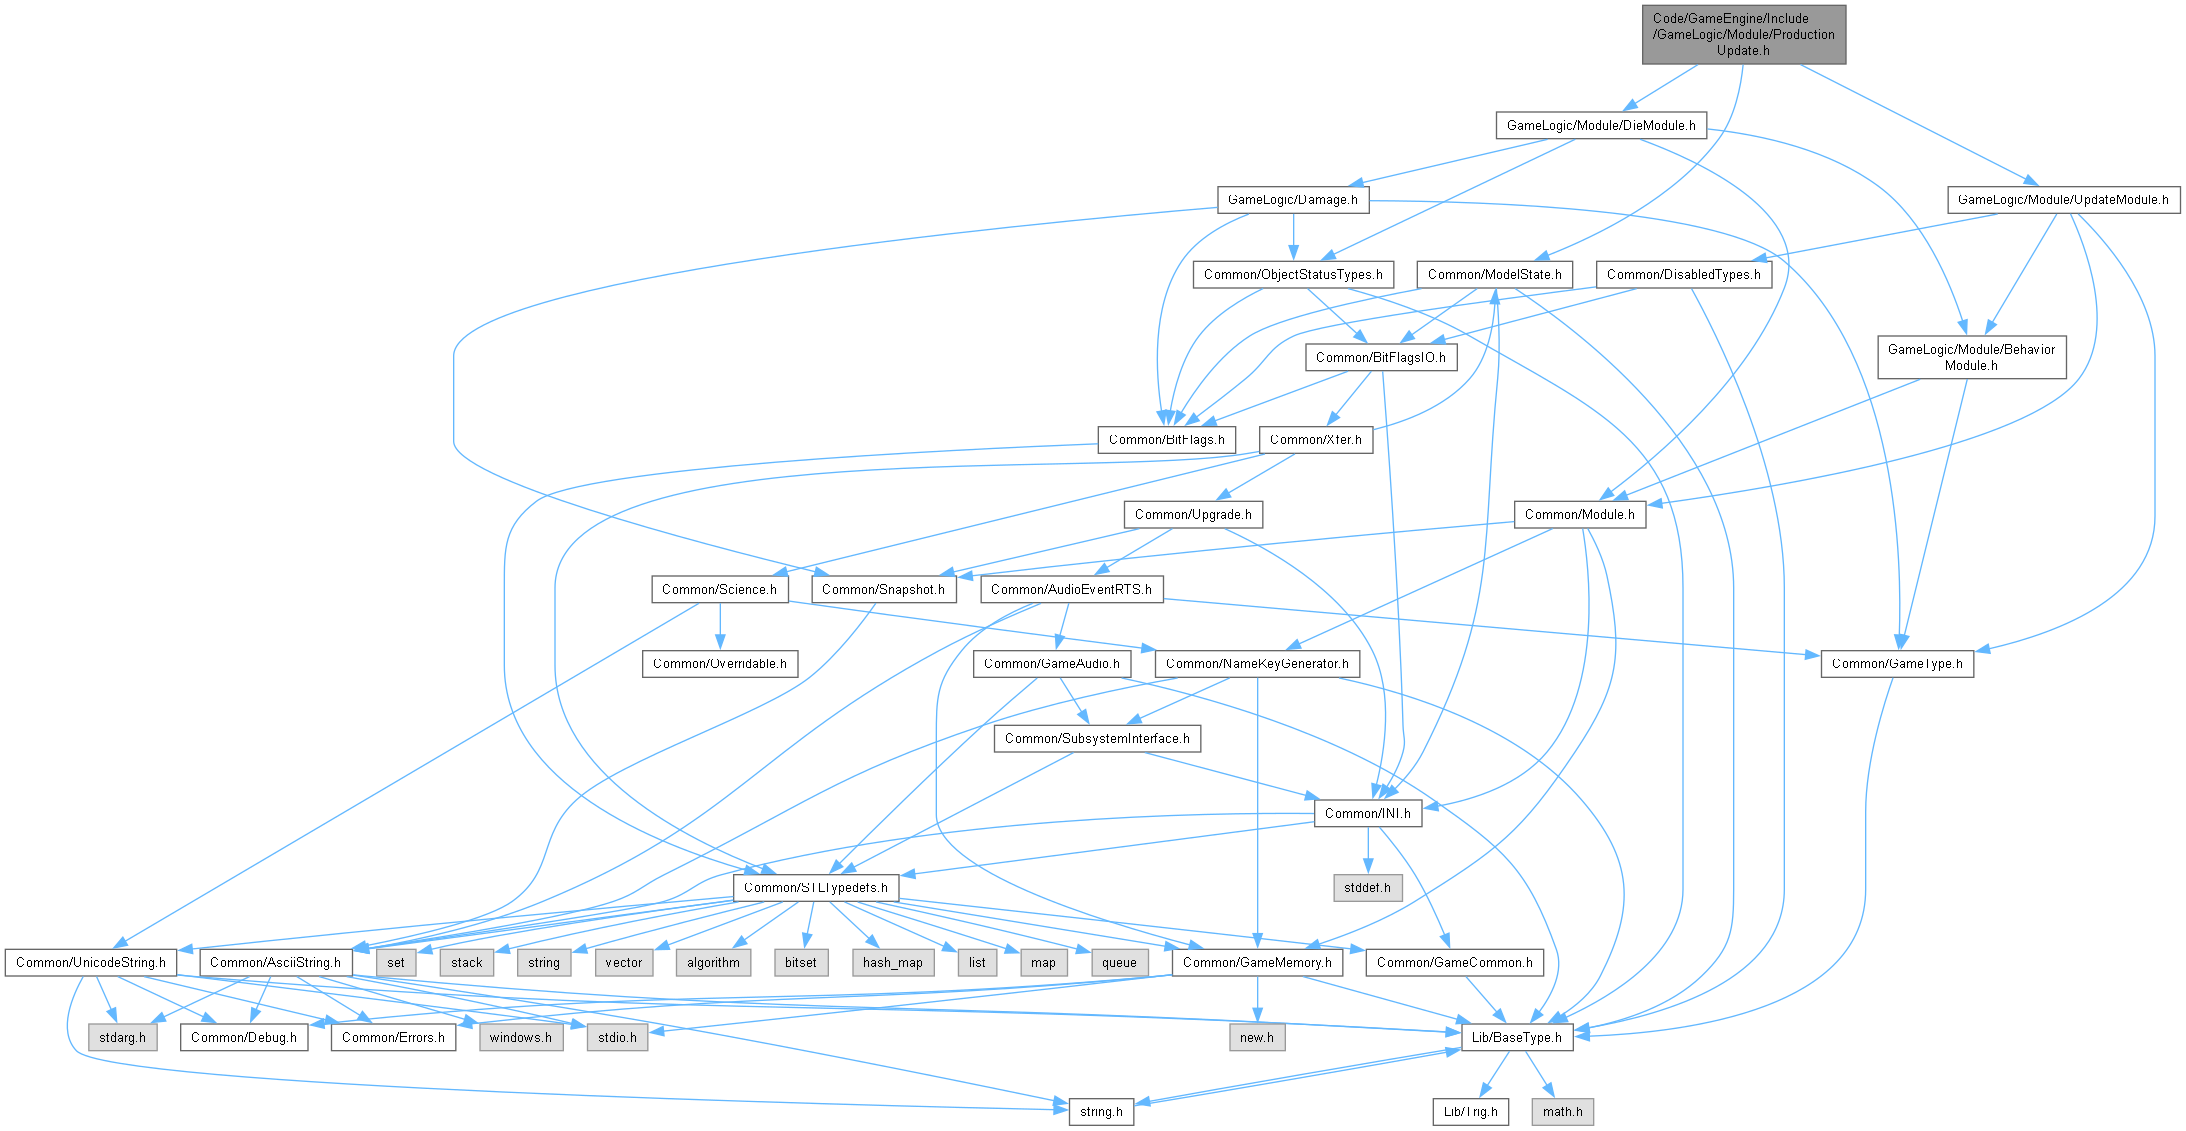 Code/GameEngine/Include
/GameLogic/Module/Production
Update.h
GameLogic/Module/DieModule.h
GameLogic/Damage.h
GameLogic/Module/UpdateModule.h
Common/ObjectStatusTypes.h
Common/ModelState.h
Common/DisabledTypes.h
Common/BitFlagsIO.h
GameLogic/Module/Behavior
Module.h
Common/BitFlags.h
Common/Xfer.h
Common/Upgrade.h
Common/Module.h
Common/Science.h
Common/Snapshot.h
Common/AudioEventRTS.h
Common/Overridable.h
Common/GameAudio.h
Common/NameKeyGenerator.h
Common/GameType.h
Common/SubsystemInterface.h
Common/INI.h
Common/STLTypedefs.h
stddef.h
Common/UnicodeString.h
Common/AsciiString.h
set
stack
string
vector
algorithm
bitset
hash_map
list
map
queue
Common/GameMemory.h
Common/GameCommon.h
stdarg.h
Common/Debug.h
Common/Errors.h
windows.h
stdio.h
new.h
Lib/BaseType.h
string.h
Lib/Trig.h
math.h